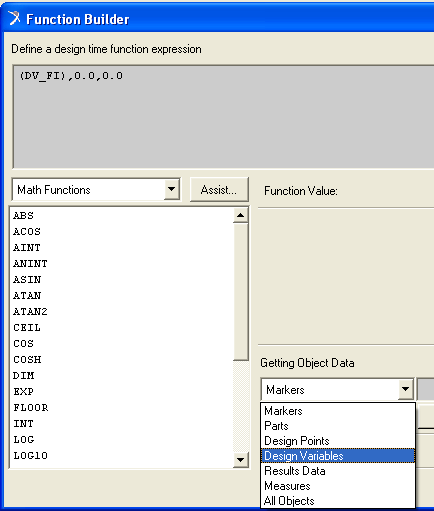 Function Builder
Define a design time function expression
(DV_FI),0.0,0.0
Math Functions
Assist...
Function Value:
ABS
ACOS
AINT
ANINT
ASIN
ATAN
ATAN2
CEIL
COS
COSH
DIM
EXP
FLOOR
INT
LOG
LOG10
Getting Object Data
Markers
Markers
Parts
Design Points
Design Variables
Results Data
Measures
All Objects